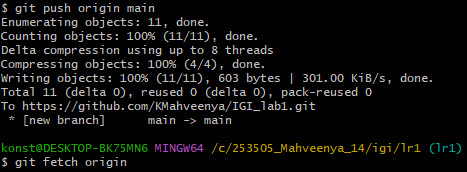 $ git push origin main
Enumerating objects: 11, done.
Counting objects: 100% (11/11), done.
Delta compression using up to 8 threads
Compressing objects: 100% (4/4), done.
Writing objects: 100% (11/11), 603 bytes | 301.00 KiB/s, done.
Total 11 (delta 0), reused 0 (delta 0), pack-reused 0
To https://github.com/KMahveenya/IGI_lab1.git
 * [new branch]      main -> main
konst@DESKTOP-BK75MN6 MINGW64 /c/253505_Mahveenya_14/igi/lr1 (lr1)
$ git fetch origin